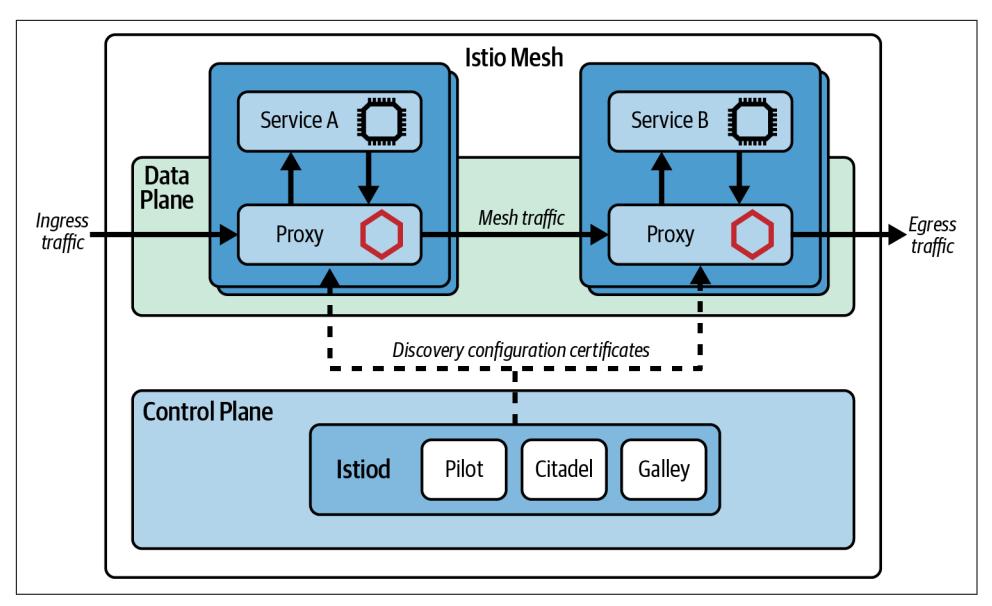 Istio Mesh
Service A
Service B
Data
Plane
Ingress
traffic
Proxy
Mesh traffic
Proxy
Egress
traffic
Discovery configuration certificates
Control Plane
Istiod
Pilot
Citadel
Galley